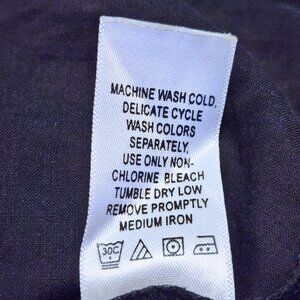 MACHINE WASH COLD,
DELICATE CYCLE
WASH COLORS
SEPARATELY,
USE ONLY NON-
CHLORINE BLEACH
TUMBLE DRY LOW
REMOVE PROMPTLY
MEDIUM IRON
30C